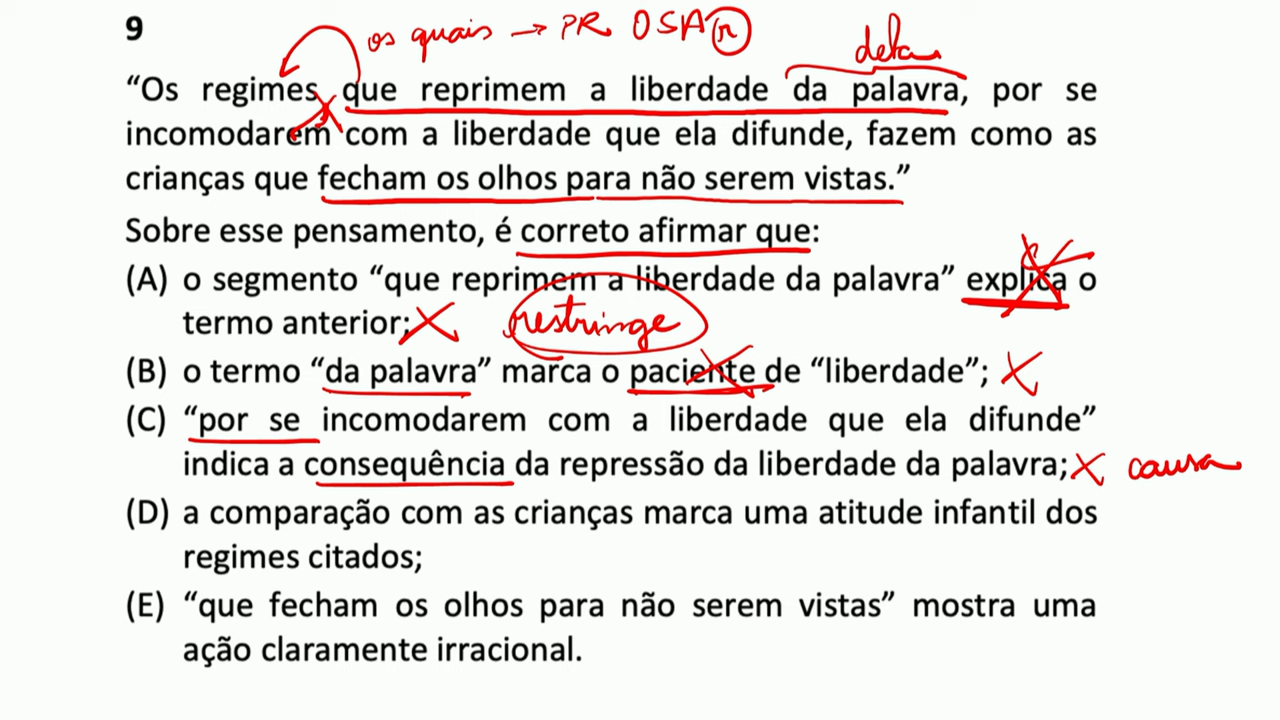 9
os quais → PR OSA(r)
dela
“Os regimes que reprimem a liberdade da palavra, por se
incomodarem com a liberdade que ela difunde, fazem como as
crianças que fecham os olhos para não serem vistas.”
Sobre esse pensamento, é correto afirmar que:
(A) o segmento “que reprimem a liberdade da palavra” explica o
termo anterior;
restringe
(B) o termo “da palavra” marca o paciente de “liberdade”;
(C) “por se incomodarem com a liberdade que ela difunde”
indica a consequência da repressão da liberdade da palavra;
causa
(D) a comparação com as crianças marca uma atitude infantil dos
regimes citados;
(E) “que fecham os olhos para não serem vistas” mostra uma
ação claramente irracional.